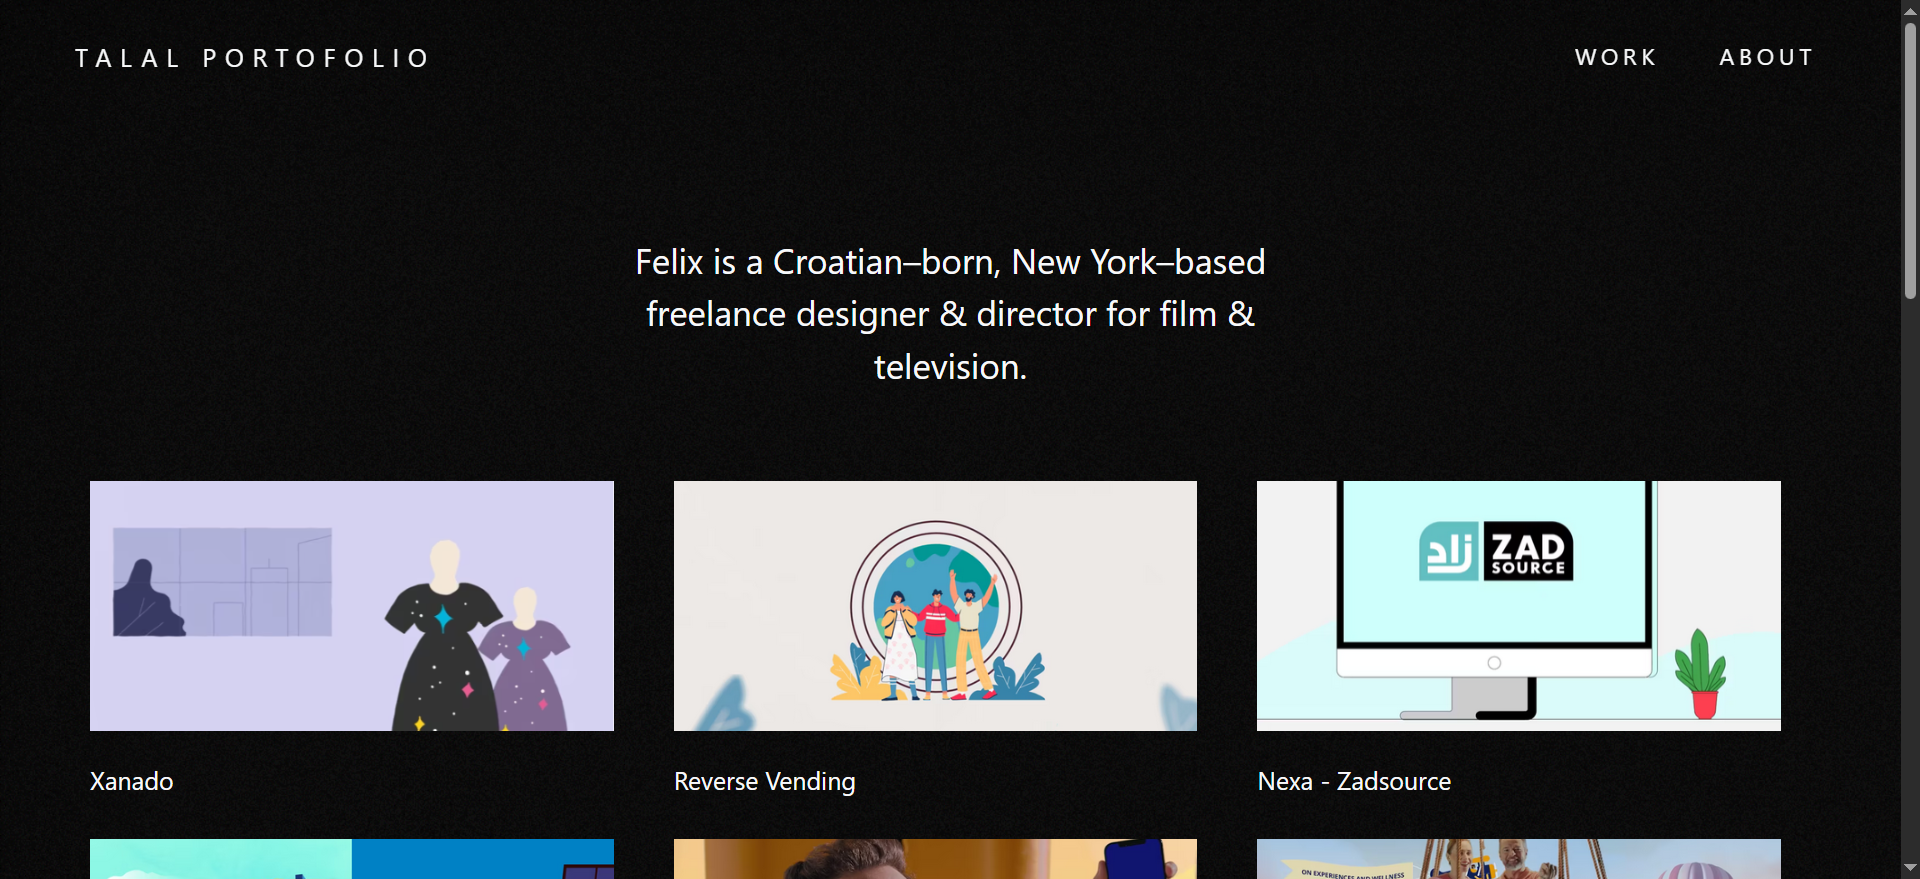 TALAL PORTOFOLIO
WORK
ABOUT
Felix is a Croatian–born, New York–based
freelance designer & director for film &
television.
زاد
ZAD
SOURCE
Xanado
Reverse Vending
Nexa - Zadsource
ON EXPERIENCES AND WELLNESS